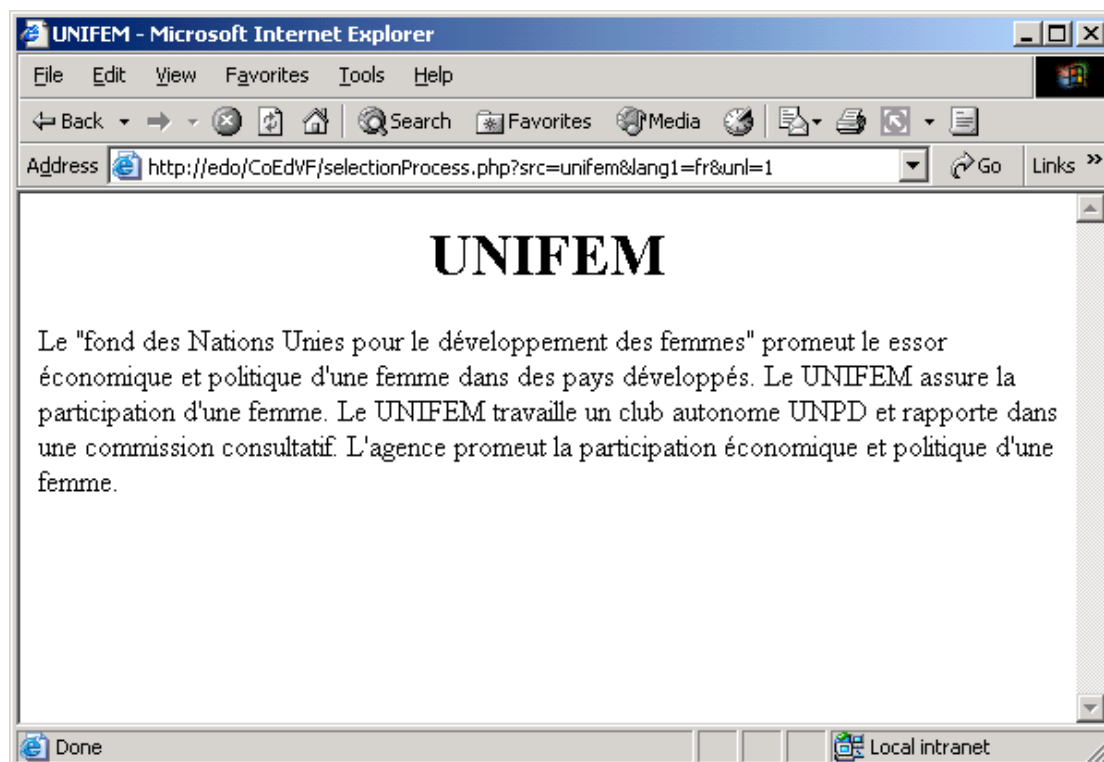 UNIFEM - Microsoft Internet Explorer
File Edit View Favorites Tools Help
Back Search Favorites Media
Address http://edo/CoEdVF/selectionProcess.php?src=unifem&lang1=fr&unl=1 Go Links »
UNIFEM
Le "fond des Nations Unies pour le développement des femmes" promeut le essor
économique et politique d'une femme dans des pays développés. Le UNIFEM assure la
participation d'une femme. Le UNIFEM travaille un club autonome UNPD et rapporte dans
une commission consultatif. L'agence promeut la participation économique et politique d'une
femme.
Done Local intranet